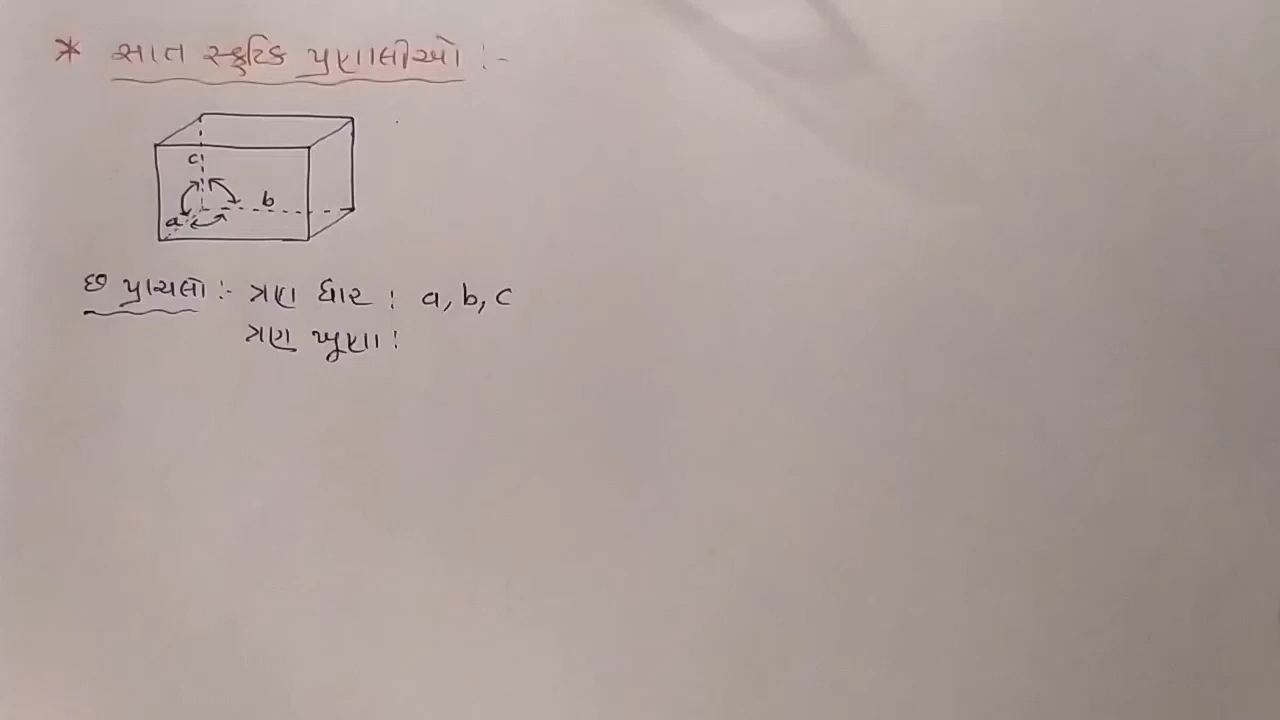 * સાત સ્ફટિક પ્રણાલીઓ :-
c
b
a
છ પ્રાચલો :- ત્રણ ધાર : a, b, c
ત્રણ ખૂણા :